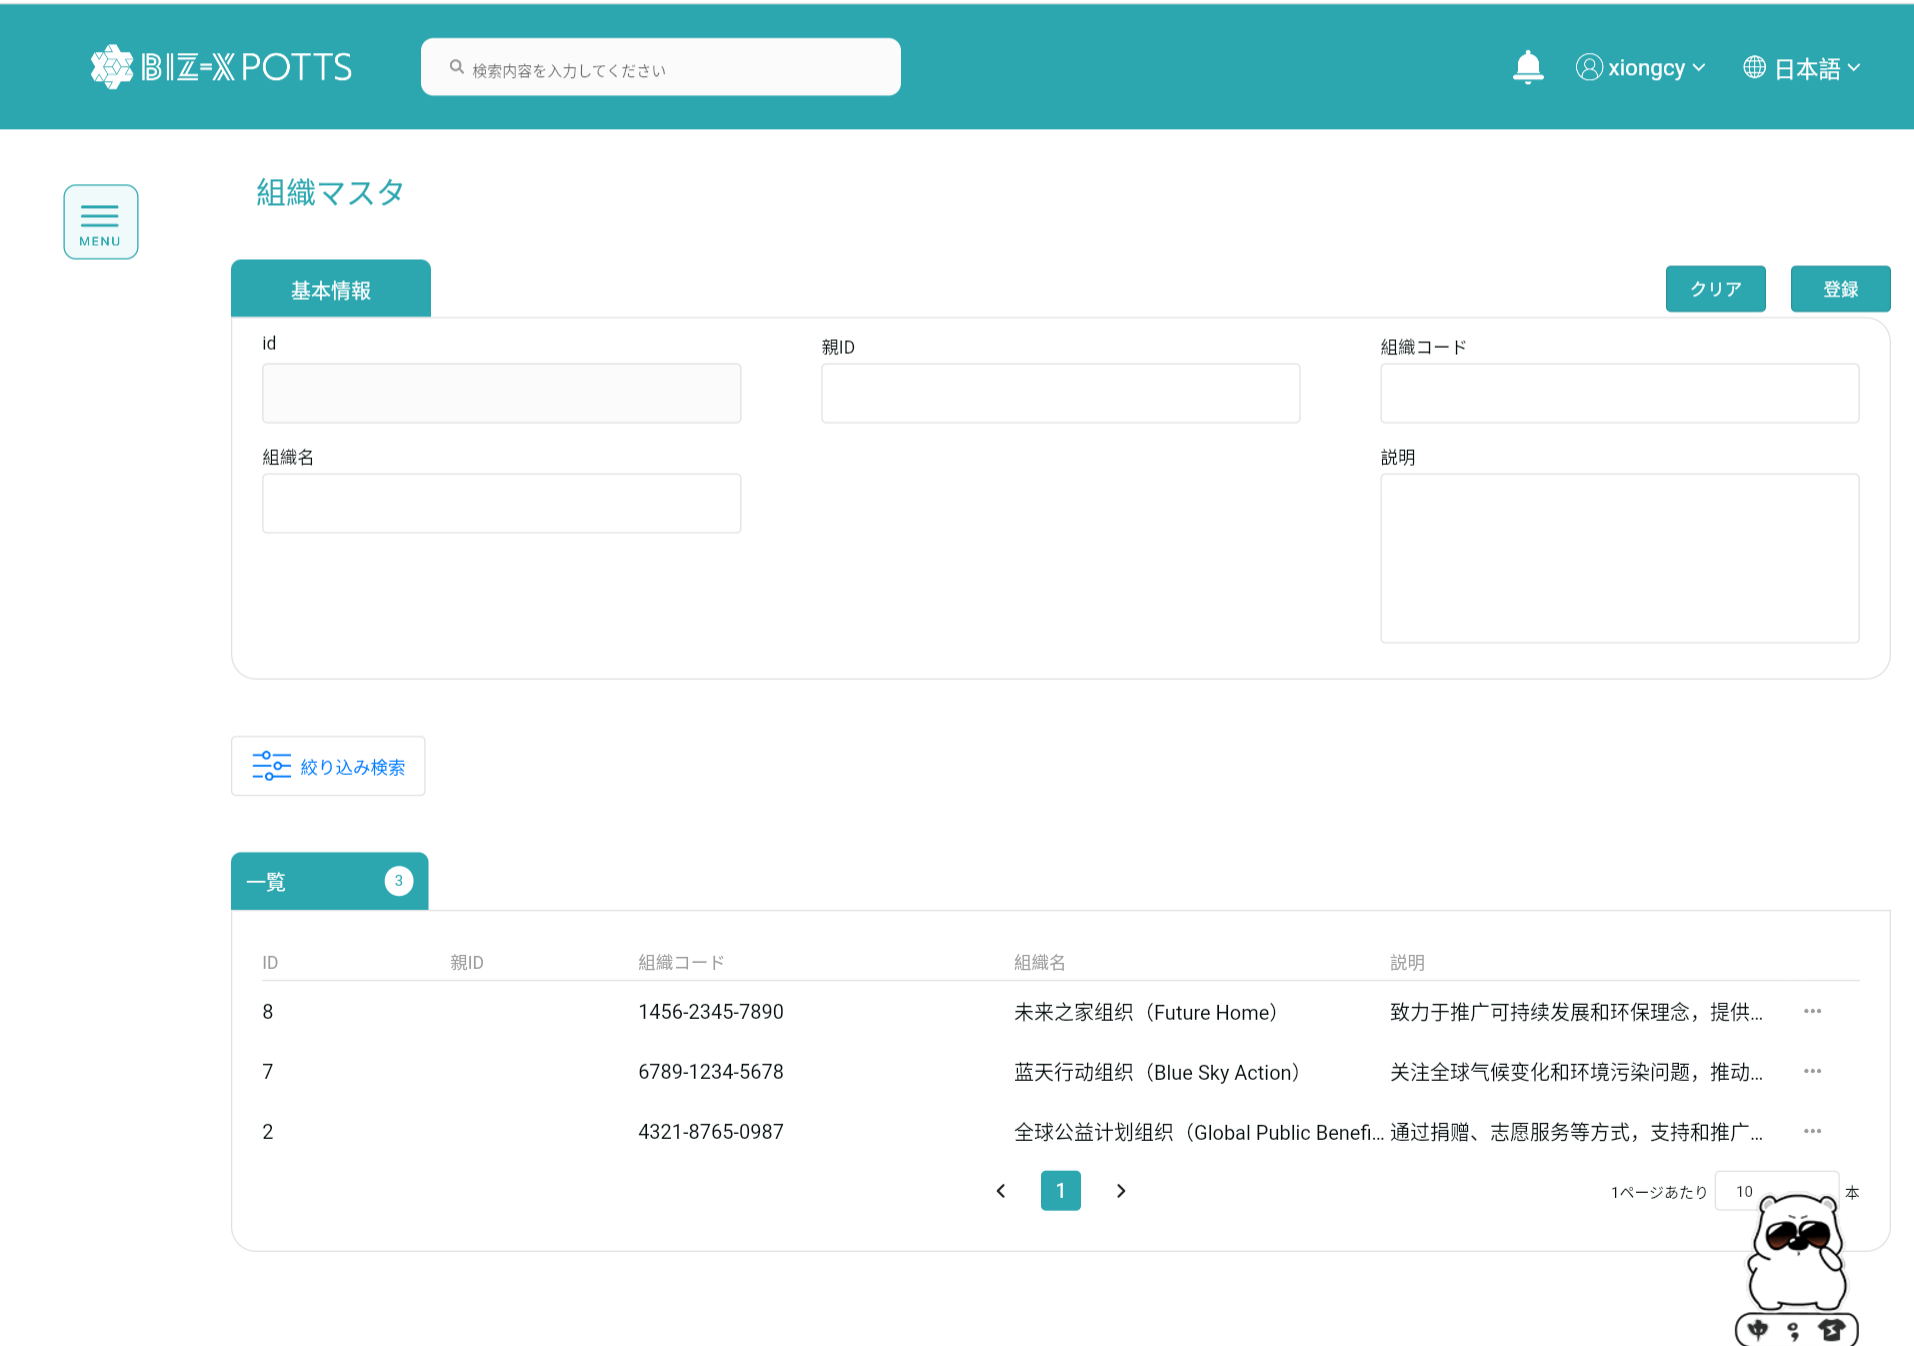 BIZ-X POTTS
検索内容を入力してください
xiongcy
日本語
組織マスタ
MENU
基本情報
クリア
登録
id
親ID
組織コード
組織名
説明
絞り込み検索
一覧 3
ID 親ID 組織コード 組織名 説明
8 1456-2345-7890 未来之家组织（Future Home） 致力于推广可持续发展和环保理念，提供...
7 6789-1234-5678 蓝天行动组织（Blue Sky Action） 关注全球气候变化和环境污染问题，推动...
2 4321-8765-0987 全球公益计划组织（Global Public Benefi... 通过捐赠、志愿服务等方式，支持和推广...
1
1ページあたり 10 本
中